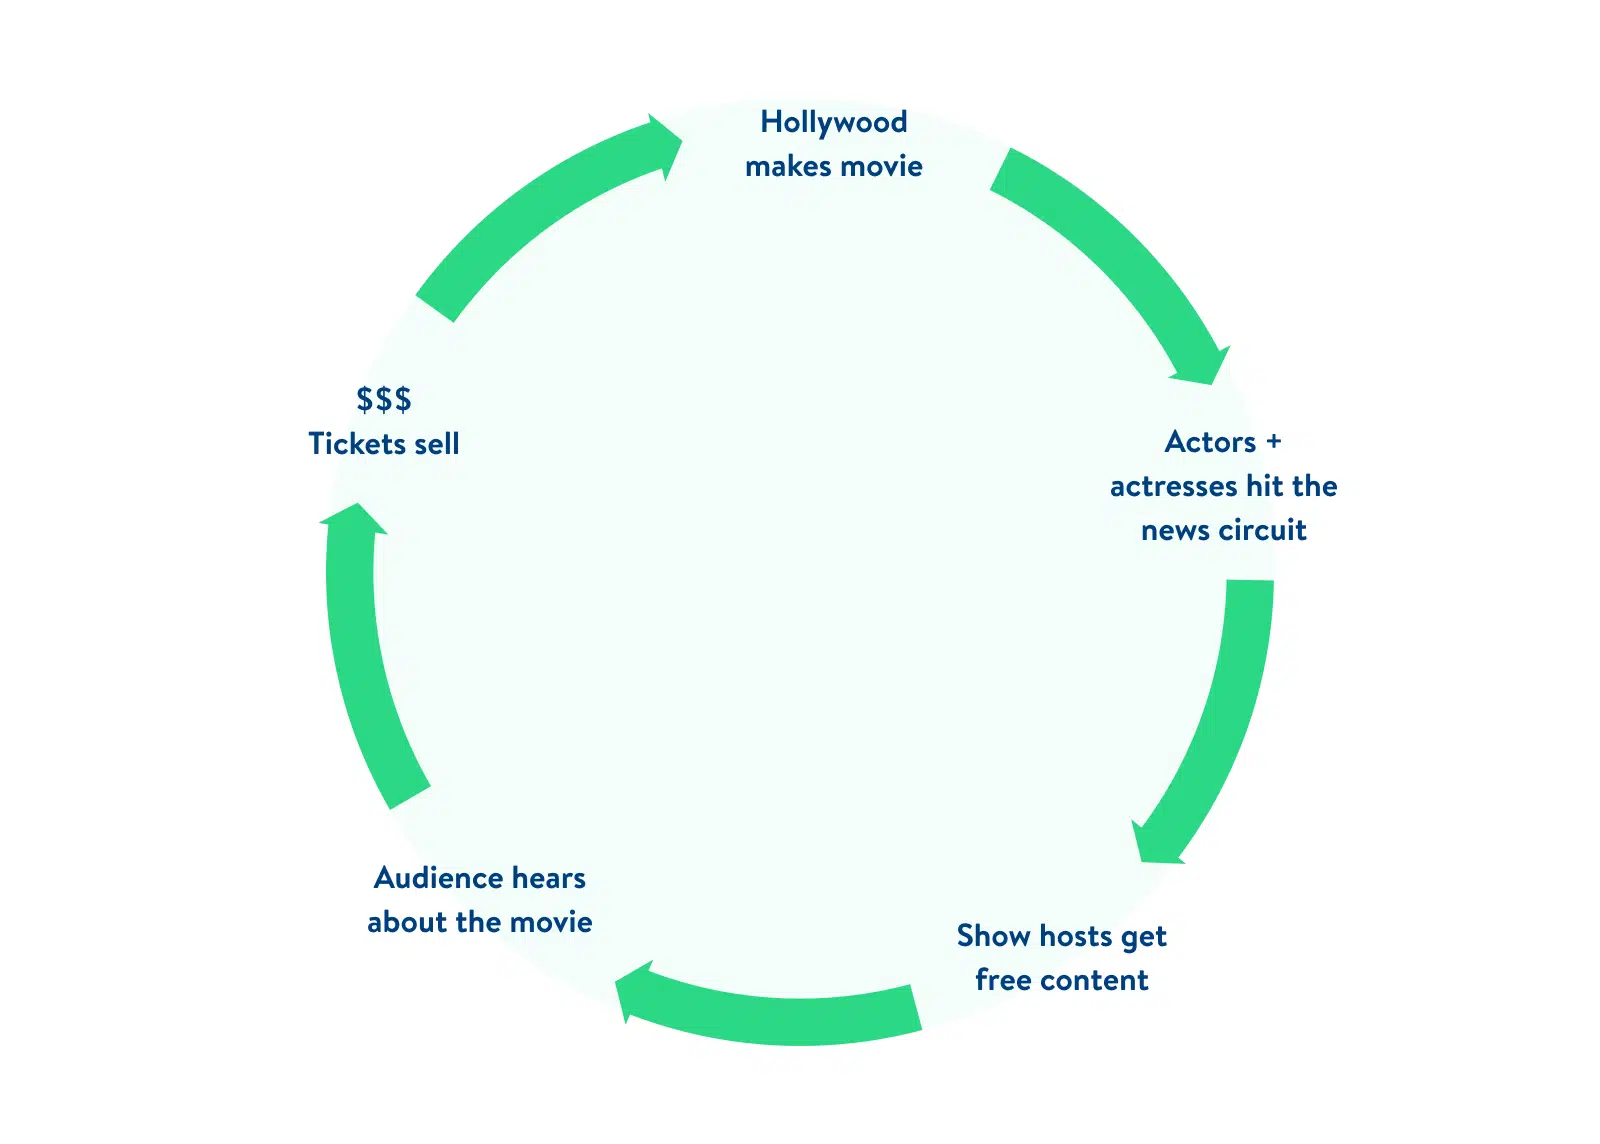 Hollywood
makes movie
Actors +
actresses hit the
news circuit
Show hosts get
free content
Audience hears
about the movie
$$$
Tickets sell